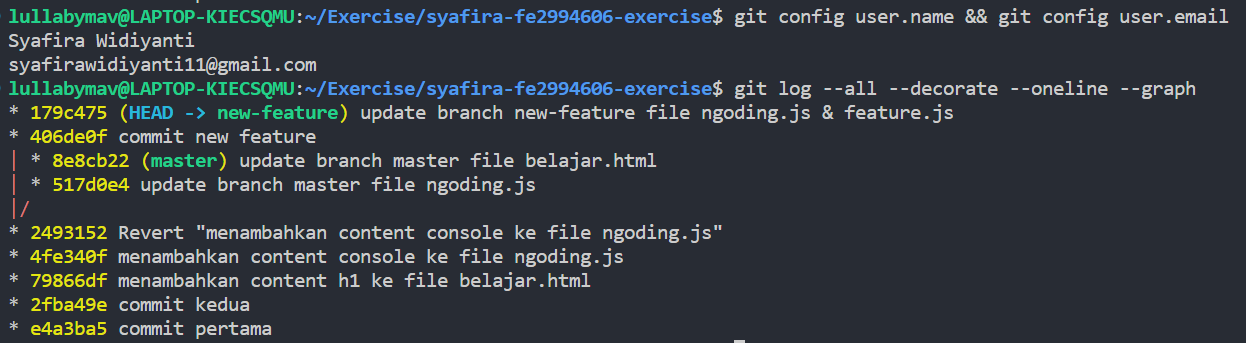 lullabymav@LAPTOP-KIECSQMU:~/Exercise/syafira-fe2994606-exercise$ git config user.name && git config user.email
Syafira Widiyanti
syafirawidiyanti11@gmail.com
lullabymav@LAPTOP-KIECSQMU:~/Exercise/syafira-fe2994606-exercise$ git log --all --decorate --oneline --graph
* 179c475 (HEAD -> new-feature) update branch new-feature file ngoding.js & feature.js
* 406de0f commit new feature
| * 8e8cb22 (master) update branch master file belajar.html
| * 517d0e4 update branch master file ngoding.js
|/
* 2493152 Revert "menambahkan content console ke file ngoding.js"
* 4fe340f menambahkan content console ke file ngoding.js
* 79866df menambahkan content h1 ke file belajar.html
* 2fba49e commit kedua
* e4a3ba5 commit pertama